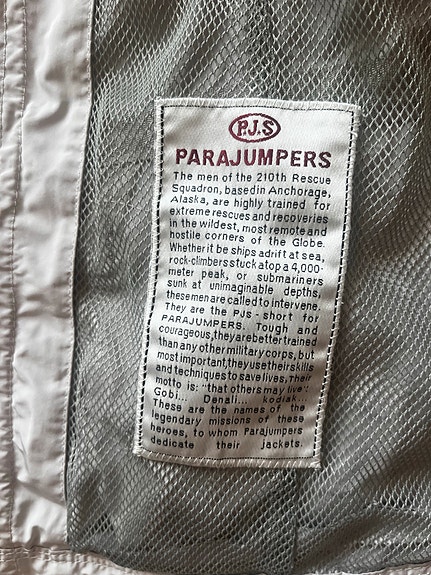 P.J.S
PARAJUMPERS
The men of the 210th Rescue
Squadron, based in Anchorage,
Alaska, are highly trained for
extreme rescues and recoveries
in the wildest, most remote and
hostile corners of the Globe.
Whether it be ships adrift at sea,
rock-climbers stuck atop a 4,000-
meter peak, or submariners
sunk at unimaginable depths,
these men are called to intervene.
They are the PJs - short for
PARAJUMPERS. Tough and
courageous, they are better trained
than any other military corps, but
most important, they use their skills
and techniques to save lives. Their
motto is: "that others may live".
Gobi... Denali... Kodiak...
These are the names of the
legendary missions of these
heroes, to whom Parajumpers
dedicate their jackets.